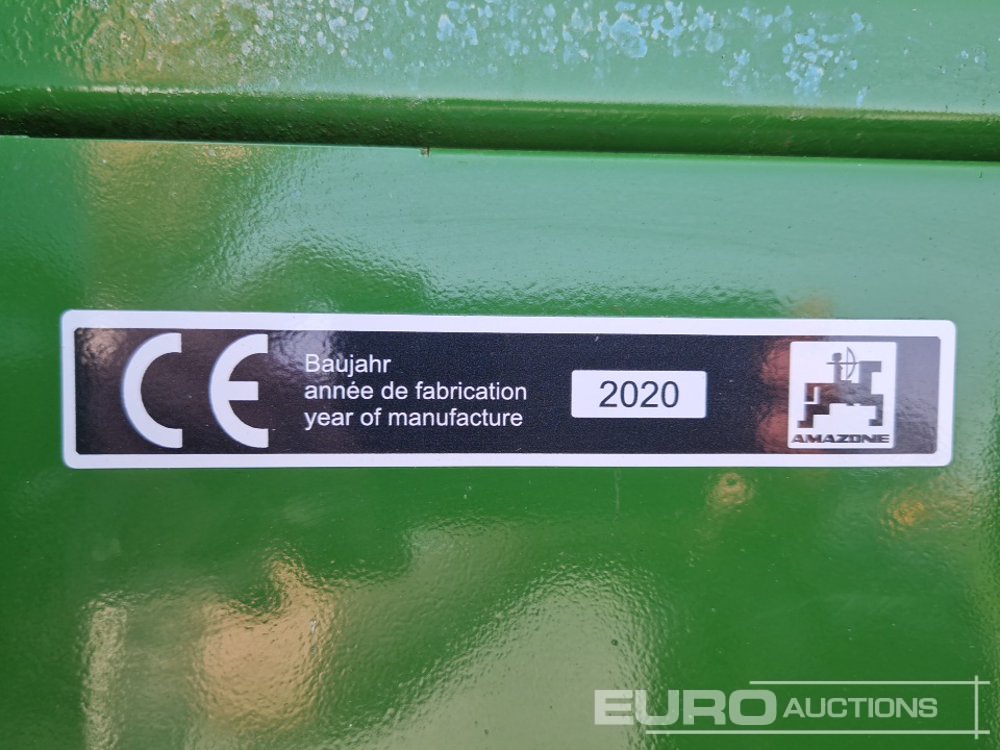 CE
Baujahr
année de fabrication
year of manufacture
2020
AMAZONE
EURO AUCTIONS